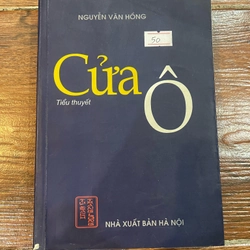 NGUYỄN VĂN HỒNG
50
Cửa
Ô
Tiểu thuyết
NHÀ XUẤT BẢN HÀ NỘI